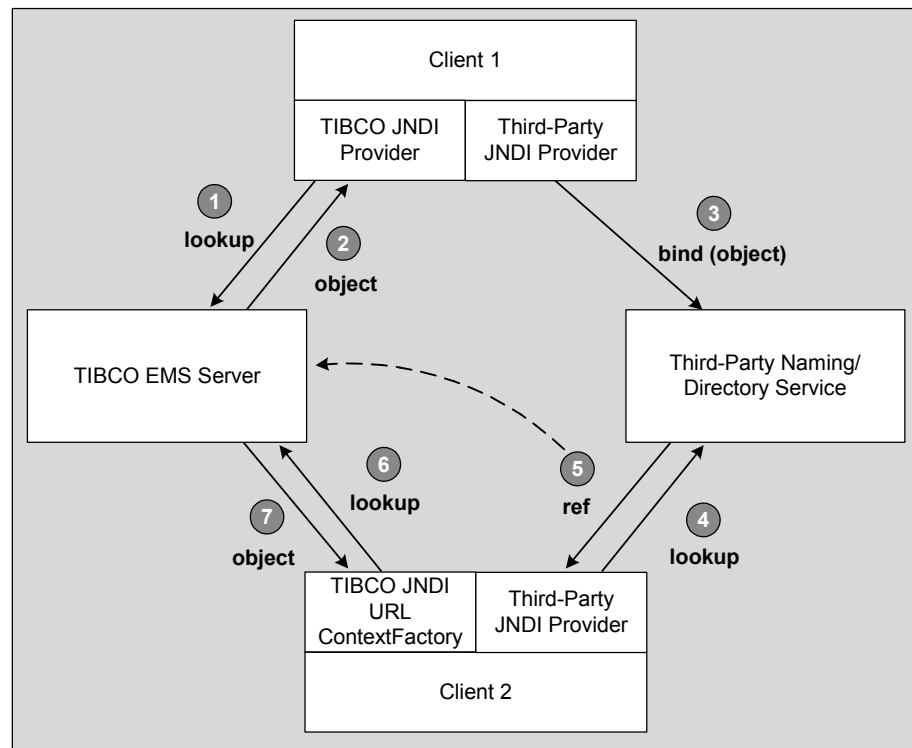 Client 1
TIBCO JNDI
Provider
Third-Party
JNDI Provider
1
lookup
2
object
3
bind (object)
TIBCO EMS Server
Third-Party Naming/
Directory Service
5
ref
6
lookup
7
object
4
lookup
TIBCO JNDI
URL
ContextFactory
Third-Party
JNDI Provider
Client 2